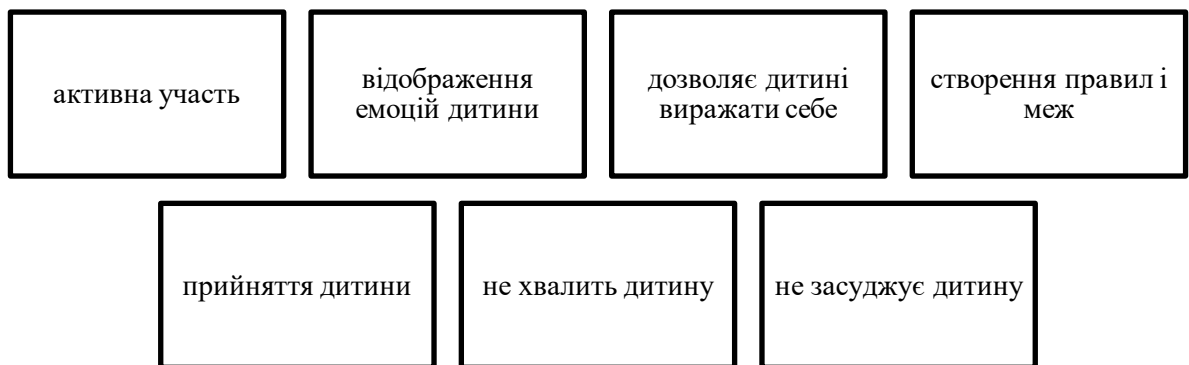 активна участь
відображення
емоцій дитини
дозволяє дитині
виражати себе
створення правил і
меж
прийняття дитини
не хвалить дитину
не засуджує дитину